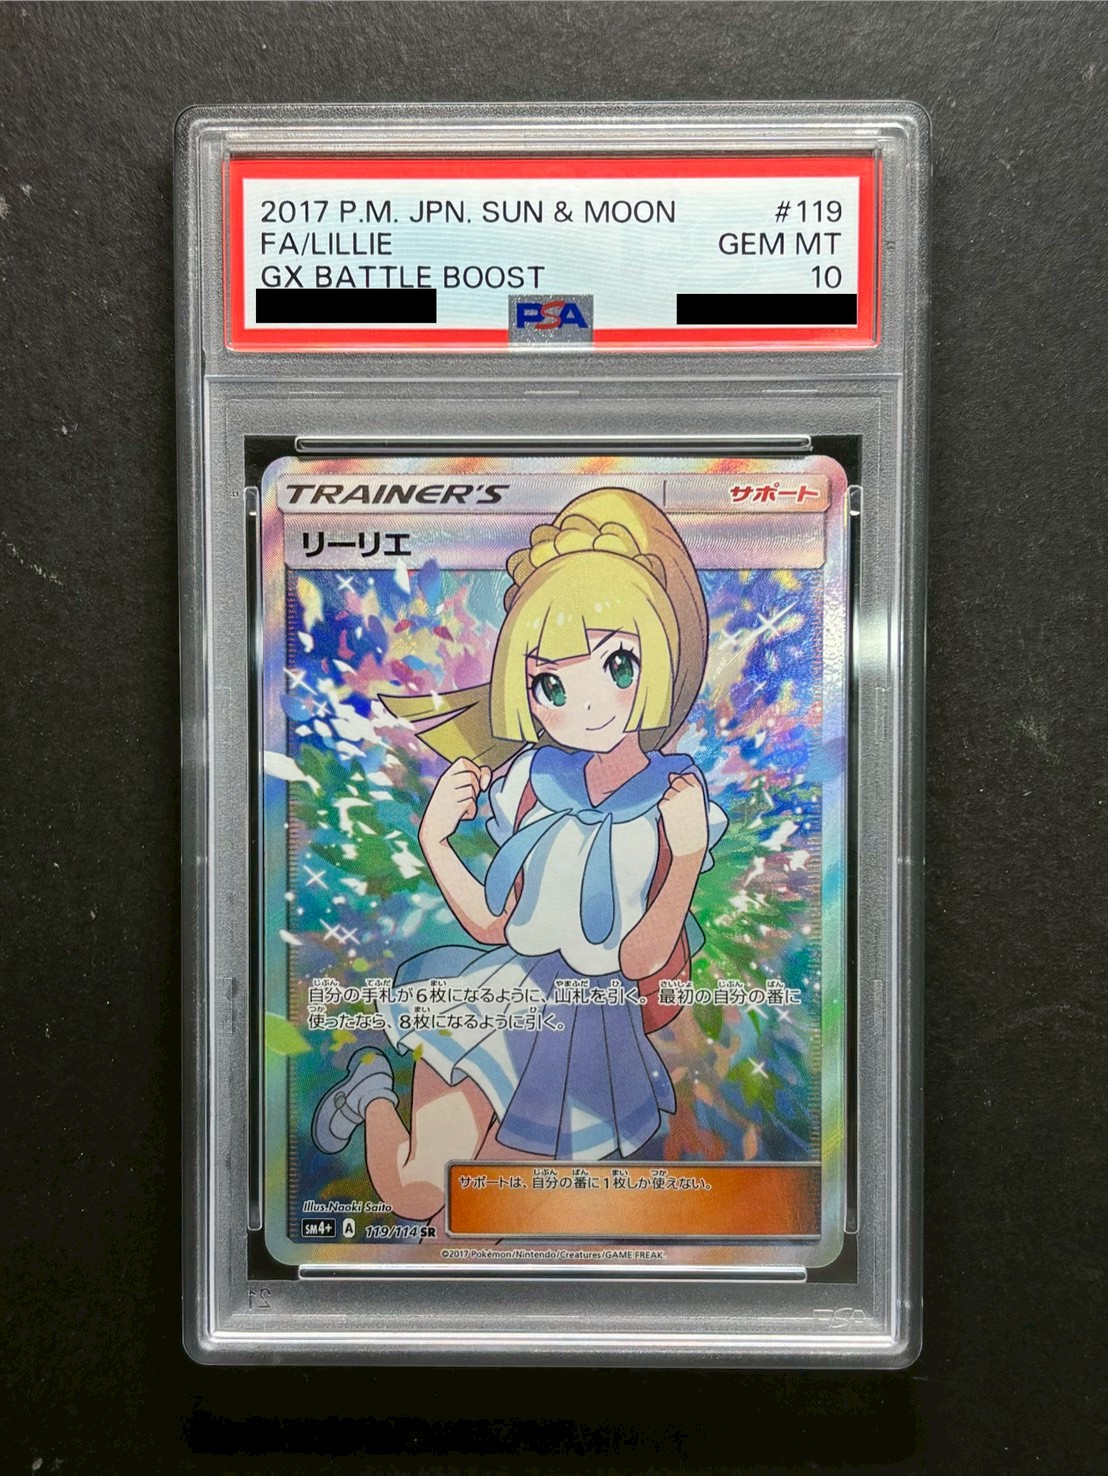 2017 P.M. JPN. SUN & MOON #119
FA/LILLIE GEM MT
GX BATTLE BOOST 10
PSA
TRAINER'S サポート
リーリエ
自分の手札が6枚になるように、山札を引く。最初の自分の番に
使ったなら、8枚になるように引く。
サポートは、自分の番に1枚しか使えない。
Illus.Naoki Saito
SM4+ A 119/114 SR
©2017 Pokémon/Nintendo/Creatures/GAME FREAK.
PSA